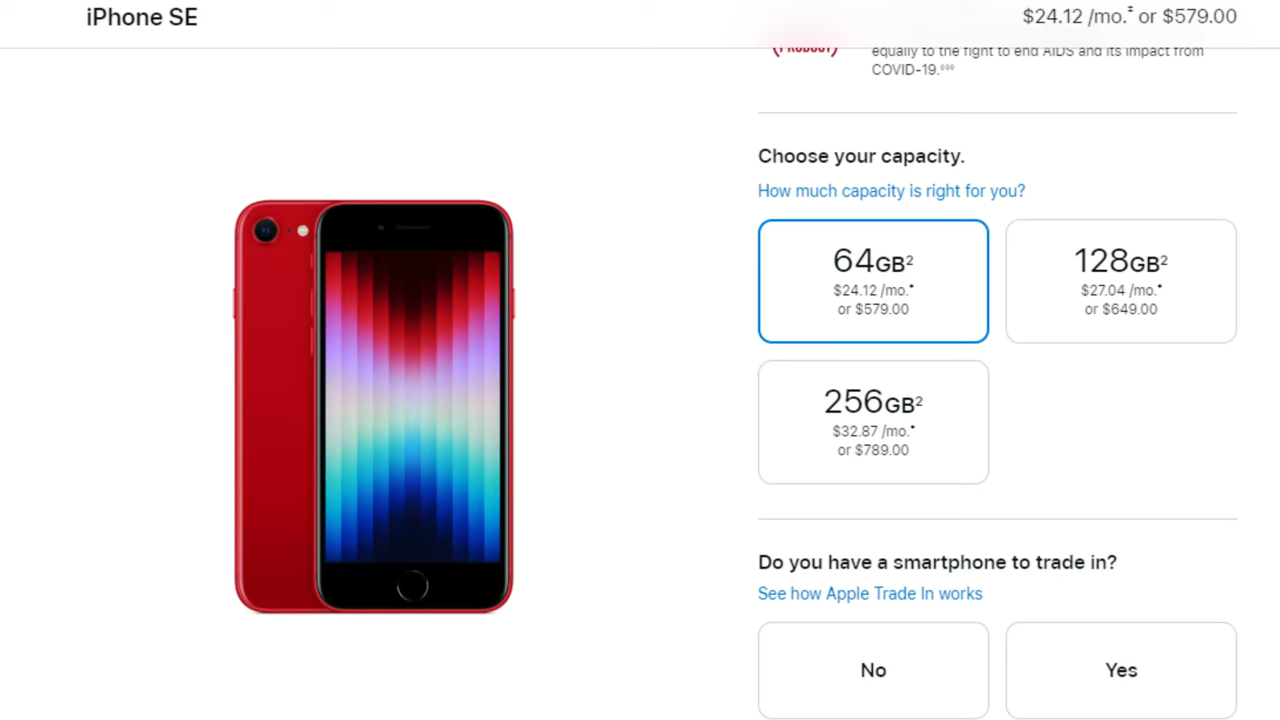 iPhone SE
$24.12 /mo.‡ or $579.00
(PRODUCT)
equally to the fight to end AIDS and its impact from
COVID-19.◊◊◊
Choose your capacity.
How much capacity is right for you?
64GB²
$24.12 /mo.*
or $579.00
128GB²
$27.04 /mo.*
or $649.00
256GB²
$32.87 /mo.*
or $789.00
Do you have a smartphone to trade in?
See how Apple Trade In works
No
Yes